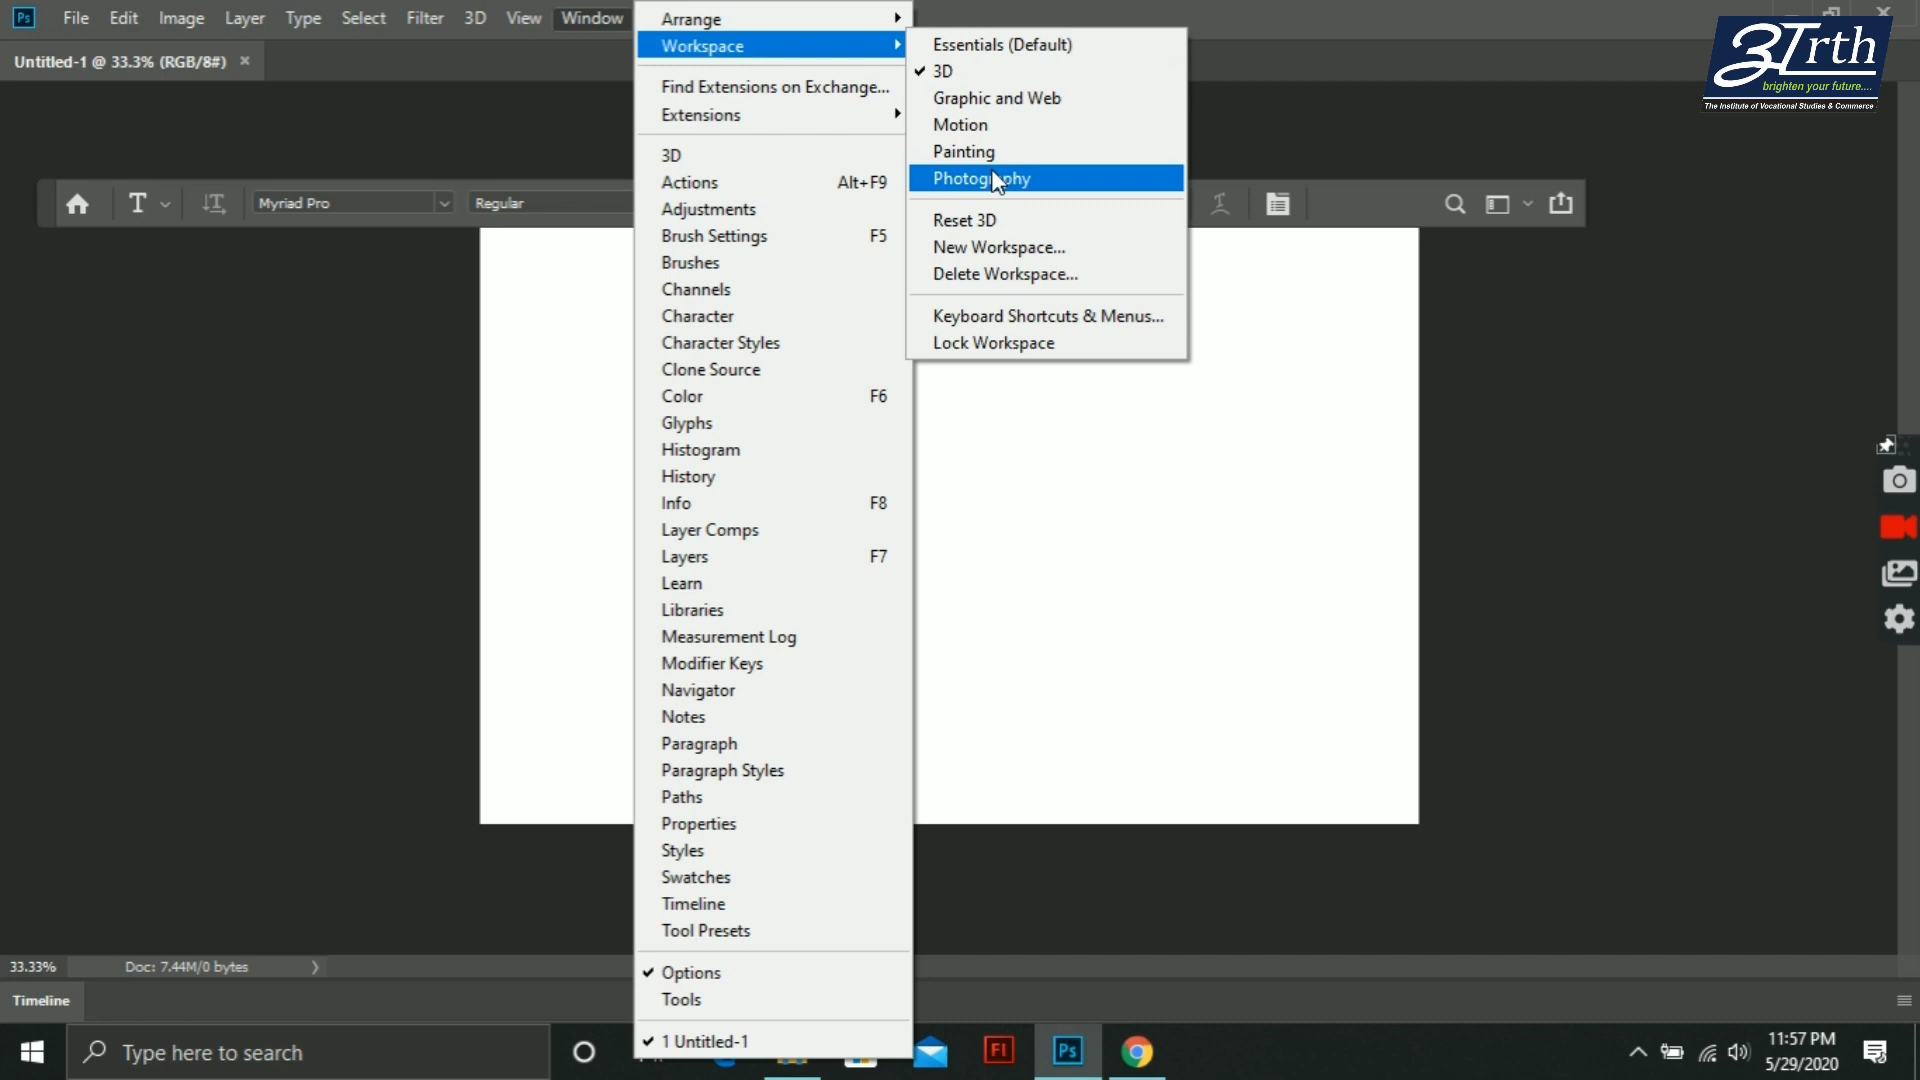 Ps File Edit Image Layer Type Select Filter 3D View Window
Untitled-1 @ 33.3% (RGB/8#) ×
3Trth
brighten your future....
The Institute of Vocational Studies & Commerce
T Myriad Pro Regular
Arrange
Workspace
Find Extensions on Exchange...
Extensions
3D
Actions Alt+F9
Adjustments
Brush Settings F5
Brushes
Channels
Character
Character Styles
Clone Source
Color F6
Glyphs
Histogram
History
Info F8
Layer Comps
Layers F7
Learn
Libraries
Measurement Log
Modifier Keys
Navigator
Notes
Paragraph
Paragraph Styles
Paths
Properties
Styles
Swatches
Timeline
Tool Presets
Options
Tools
1 Untitled-1
Essentials (Default)
3D
Graphic and Web
Motion
Painting
Photography
Reset 3D
New Workspace...
Delete Workspace...
Keyboard Shortcuts & Menus...
Lock Workspace
33.33% Doc: 7.44M/0 bytes
Timeline
Type here to search
Fl Ps
11:57 PM
5/29/2020